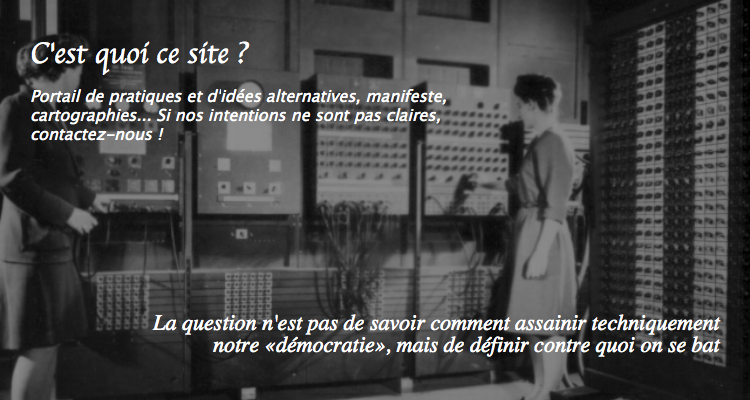 C'est quoi ce site ?
Portail de pratiques et d'idées alternatives, manifeste,
cartographies... Si nos intentions ne sont pas claires,
contactez-nous !
La question n'est pas de savoir comment assainir techniquement
notre «démocratie», mais de définir contre quoi on se bat